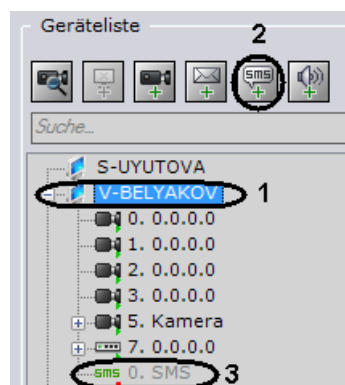 Geräteliste
2
sms
Suche...
S-UYUTOVA
V-BELYAKOV 1
0. 0.0.0.0
1. 0.0.0.0
2. 0.0.0.0
3. 0.0.0.0
5. Kamera
7. 0.0.0.0
sms 0. SMS 3